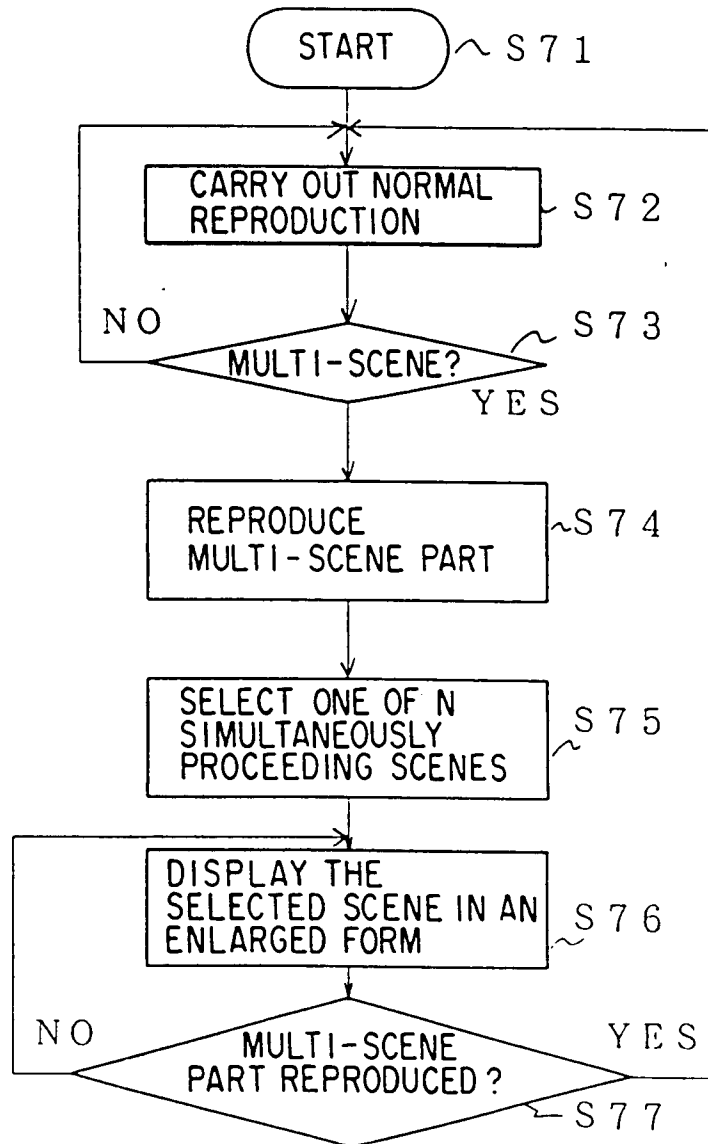 START
S71
CARRY OUT NORMAL
REPRODUCTION
S72
NO
S73
MULTI-SCENE?
YES
REPRODUCE
MULTI-SCENE PART
S74
SELECT ONE OF N
SIMULTANEOUSLY
PROCEEDING SCENES
S75
DISPLAY THE
SELECTED SCENE IN AN
ENLARGED FORM
S76
NO
YES
MULTI-SCENE
PART REPRODUCED?
S77